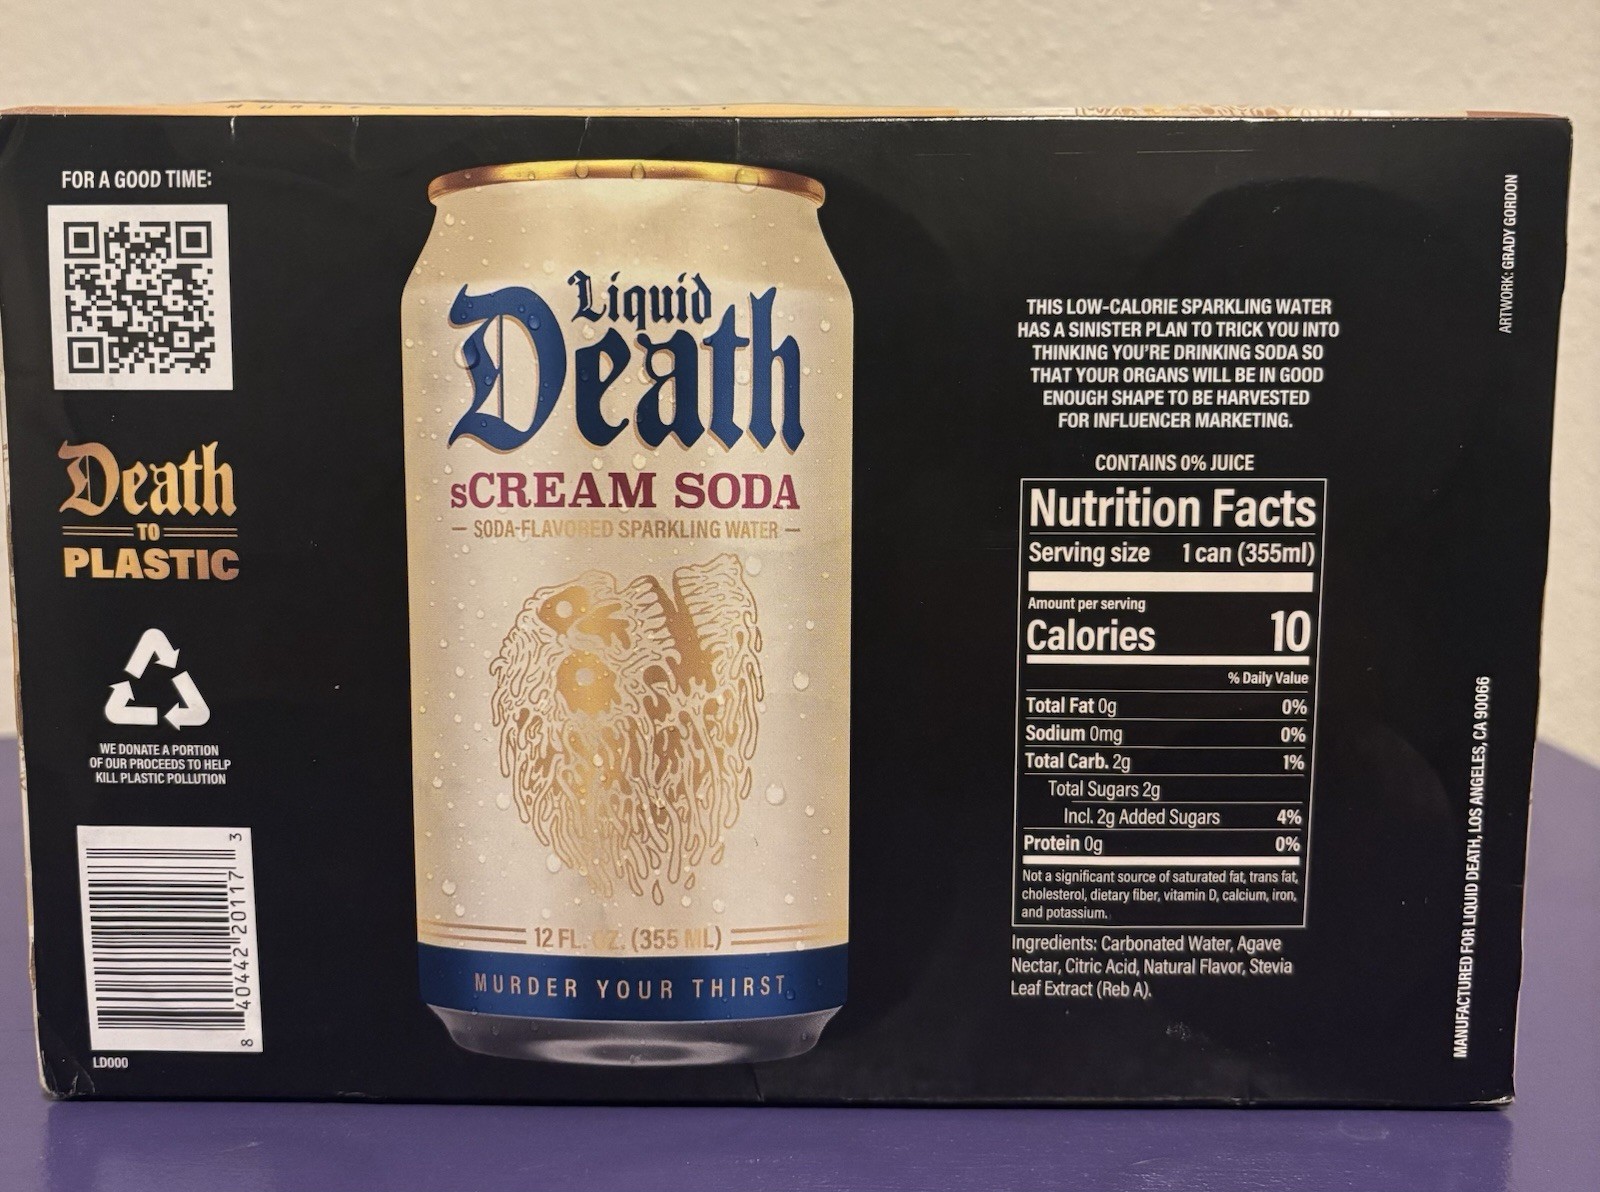 FOR A GOOD TIME:
Death
TO
PLASTIC
WE DONATE A PORTION
OF OUR PROCEEDS TO HELP
KILL PLASTIC POLLUTION
8 40442 20117 3
LD000
Liquid
Death
sCREAM SODA
SODA-FLAVORED SPARKLING WATER
12 FL. OZ. (355 ML)
MURDER YOUR THIRST
THIS LOW-CALORIE SPARKLING WATER
HAS A SINISTER PLAN TO TRICK YOU INTO
THINKING YOU'RE DRINKING SODA SO
THAT YOUR ORGANS WILL BE IN GOOD
ENOUGH SHAPE TO BE HARVESTED
FOR INFLUENCER MARKETING.
CONTAINS 0% JUICE
Nutrition Facts
Serving size 1 can (355ml)
Amount per serving
Calories 10
% Daily Value
Total Fat 0g 0%
Sodium 0mg 0%
Total Carb. 2g 1%
Total Sugars 2g
Incl. 2g Added Sugars 4%
Protein 0g 0%
Not a significant source of saturated fat, trans fat,
cholesterol, dietary fiber, vitamin D, calcium, iron,
and potassium.
Ingredients: Carbonated Water, Agave
Nectar, Citric Acid, Natural Flavor, Stevia
Leaf Extract (Reb A).
ARTWORK: GRADY GORDON
MANUFACTURED FOR LIQUID DEATH, LOS ANGELES, CA 90066